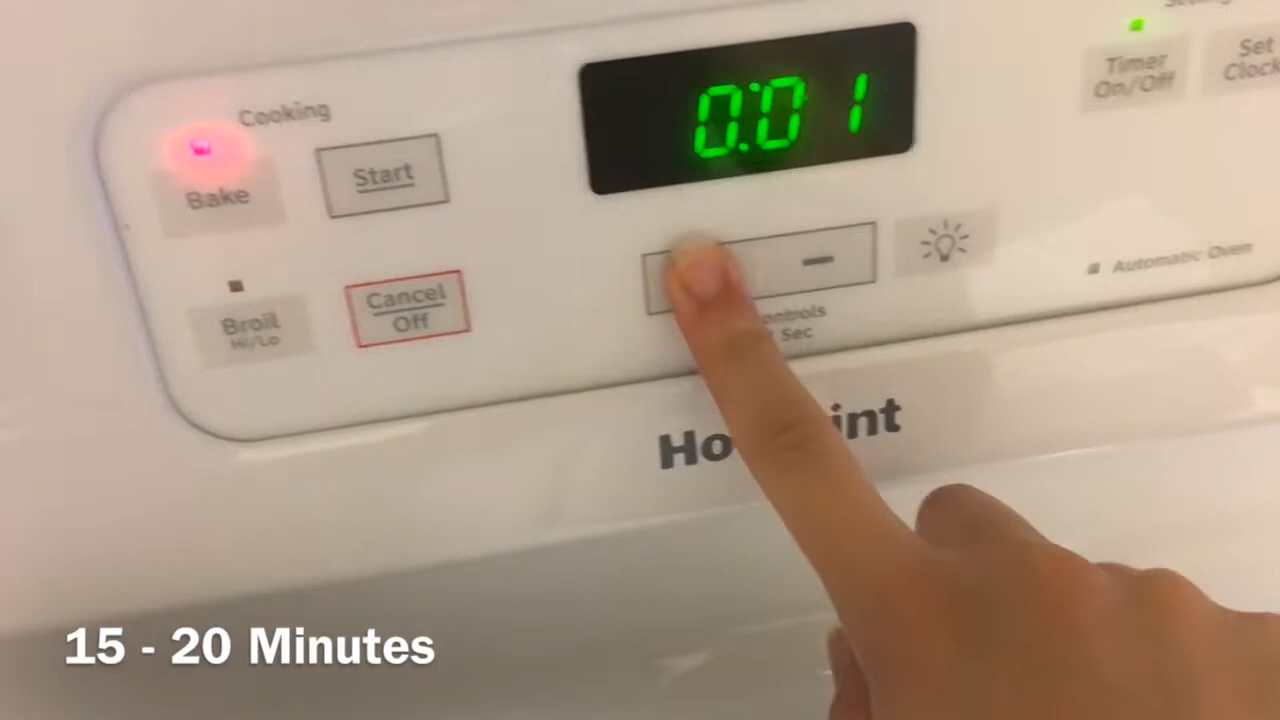 Cooking
Bake
Start
Broil
Hi/Lo
Cancel
Off
0:01
Timer
On/Off
Set
Clock
Automatic Oven
Sec
15 - 20 Minutes